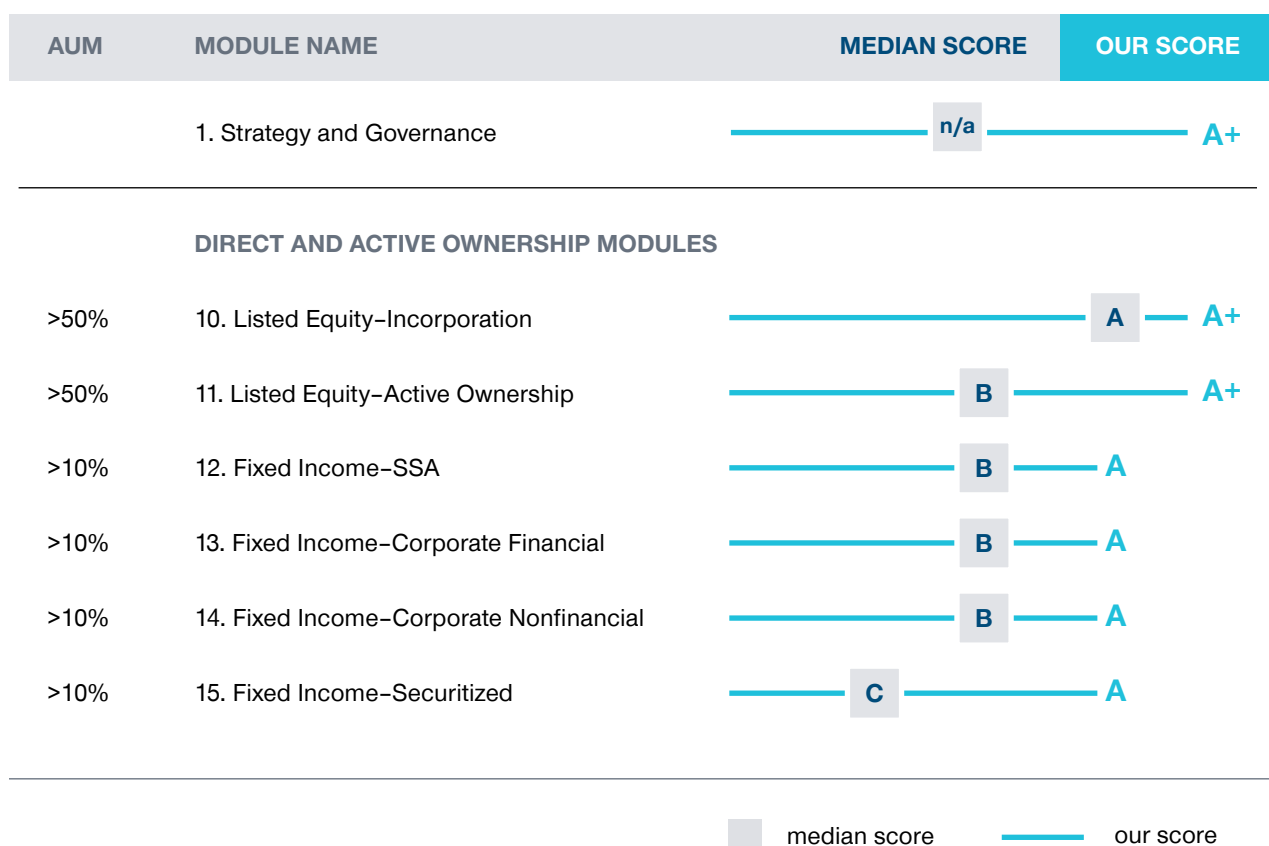 AUM MODULE NAME MEDIAN SCORE OUR SCORE
1. Strategy and Governance n/a A+
DIRECT AND ACTIVE OWNERSHIP MODULES
>50% 10. Listed Equity–Incorporation A A+
>50% 11. Listed Equity–Active Ownership B A+
>10% 12. Fixed Income–SSA B A
>10% 13. Fixed Income–Corporate Financial B A
>10% 14. Fixed Income–Corporate Nonfinancial B A
>10% 15. Fixed Income–Securitized C A
median score our score